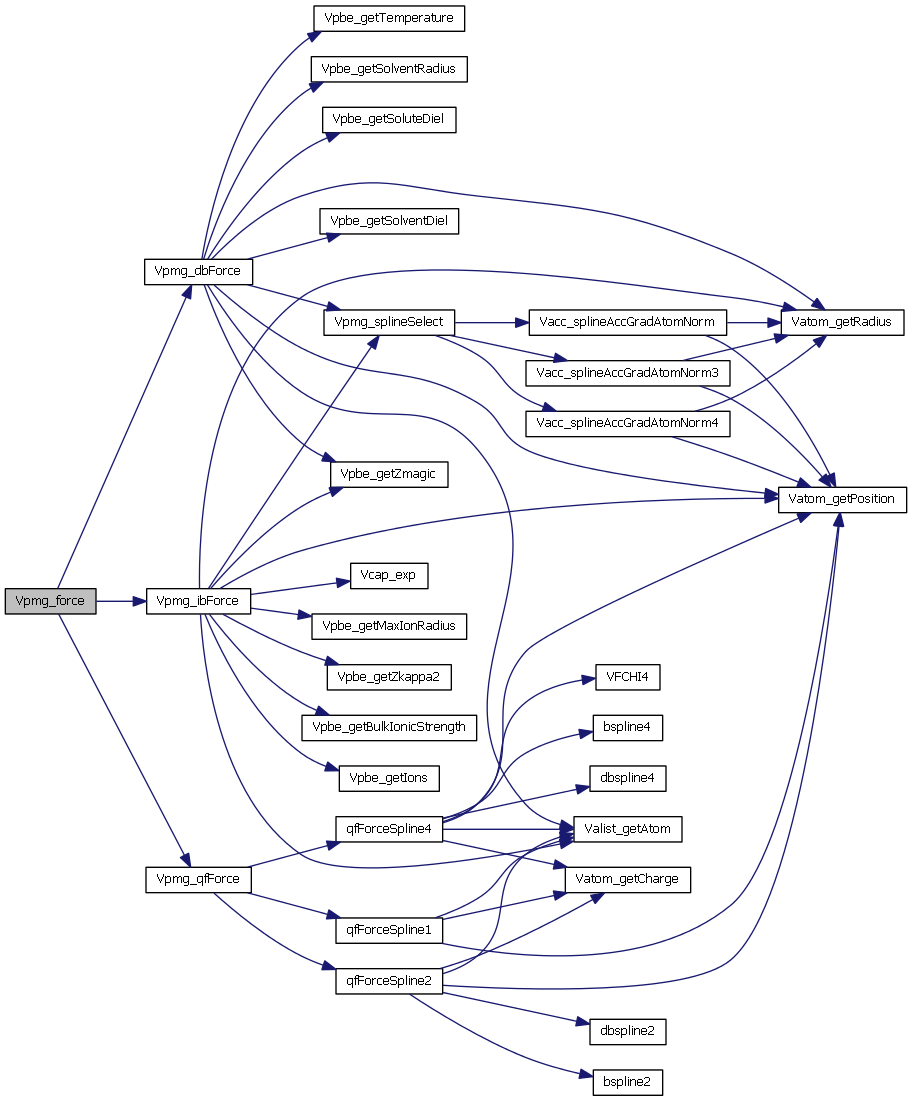 Vpbe_getTemperature
Vpbe_getSolventRadius
Vpbe_getSoluteDiel
Vpbe_getSolventDiel
Vpmg_dbForce
Vpmg_splineSelect
Vacc_splineAccGradAtomNorm
Vatom_getRadius
Vacc_splineAccGradAtomNorm3
Vacc_splineAccGradAtomNorm4
Vpbe_getZmagic
Vatom_getPosition
Vcap_exp
Vpmg_force
Vpmg_ibForce
Vpbe_getMaxIonRadius
Vpbe_getZkappa2
VFCHI4
Vpbe_getBulkIonicStrength
bspline4
Vpbe_getIons
dbspline4
qfForceSpline4
Valist_getAtom
Vpmg_qfForce
Vatom_getCharge
qfForceSpline1
qfForceSpline2
dbspline2
bspline2